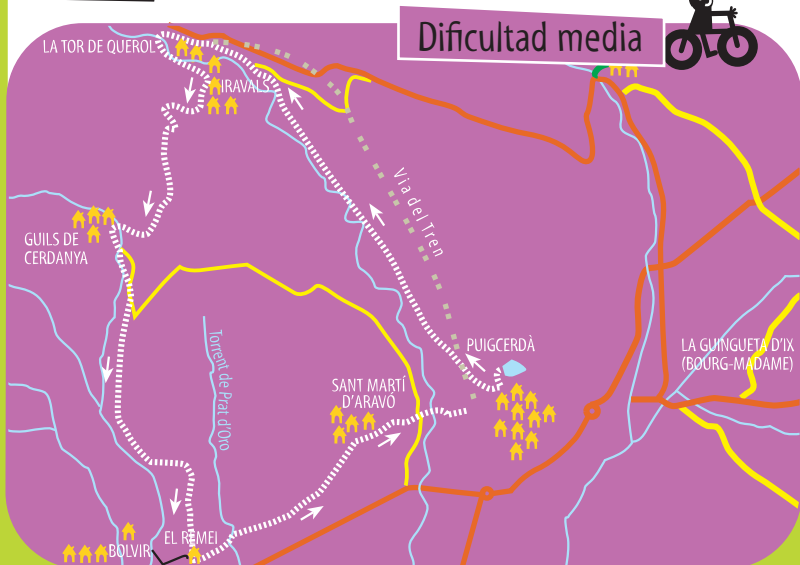 Dificultad media
LA TOR DE QUEROL
IRAVALS
Via del Tren
GUILS DE
CERDANYA
PUIGCERDÀ
LA GUINGUETA D'IX
(BOURG-MADAME)
Torrent de Prat d'Oro
SANT MARTÍ
D'ARAVÓ
EL REMEI
BOLVIR